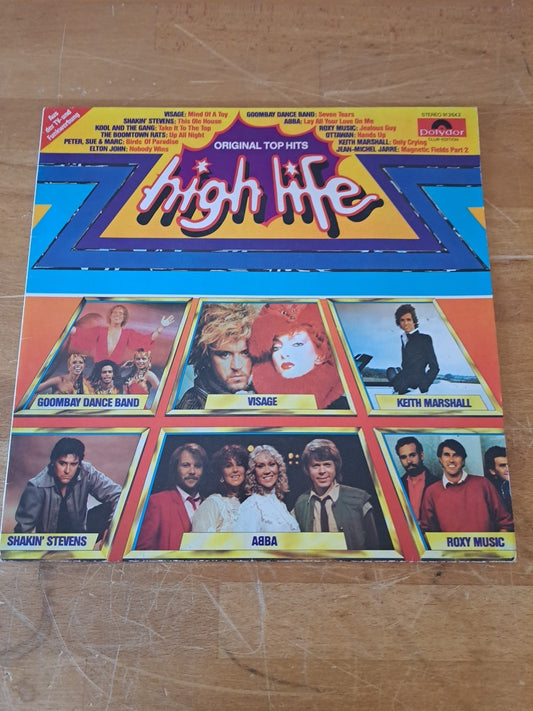 Aus
der TV- und
Funkwerbung
VISAGE: Mind Of A Toy
SHAKIN' STEVENS: This Ole House
KOOL AND THE GANG: Take It To The Top
THE BOOMTOWN RATS: Up All Night
PETER, SUE & MARC: Birds Of Paradise
ELTON JOHN: Nobody Wins
GOOMBAY DANCE BAND: Seven Tears
ABBA: Lay All Your Love On Me
ROXY MUSIC: Jealous Guy
OTTAWAN: Hands Up
KEITH MARSHALL: Only Crying
JEAN-MICHEL JARRE: Magnetic Fields Part 2
STEREO
polydor
CLUB-EDITION
ORIGINAL TOP HITS
high life
GOOMBAY DANCE BAND
VISAGE
KEITH MARSHALL
SHAKIN' STEVENS
ABBA
ROXY MUSIC